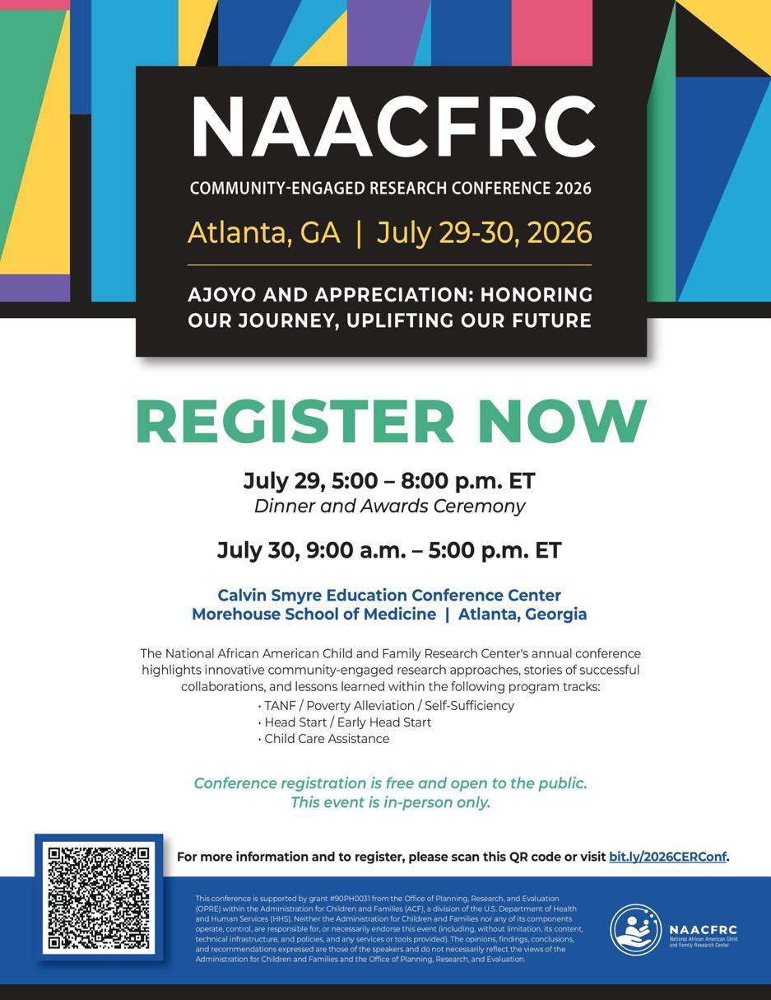 NAACFRC
COMMUNITY-ENGAGED RESEARCH CONFERENCE 2026
Atlanta, GA | July 29-30, 2026
AJOYO AND APPRECIATION: HONORING
OUR JOURNEY, UPLIFTING OUR FUTURE
REGISTER NOW
July 29, 5:00 – 8:00 p.m. ET
Dinner and Awards Ceremony
July 30, 9:00 a.m. – 5:00 p.m. ET
Calvin Smyre Education Conference Center
Morehouse School of Medicine | Atlanta, Georgia
The National African American Child and Family Research Center's annual conference
highlights innovative community-engaged research approaches, stories of successful
collaborations, and lessons learned within the following program tracks:
• TANF / Poverty Alleviation / Self-Sufficiency
• Head Start / Early Head Start
• Child Care Assistance
Conference registration is free and open to the public.
This event is in-person only.
For more information and to register, please scan this QR code or visit bit.ly/2026CERConf.
This conference is supported by grant #90PH0031 from the Office of Planning, Research, and Evaluation
(OPRE) within the Administration for Children and Families (ACF), a division of the U.S. Department of Health
and Human Services (HHS). Neither the Administration for Children and Families nor any of its components
operate, control, are responsible for, or necessarily endorse this event (including, without limitation, its content,
technical infrastructure, and policies, and any services or tools provided). The opinions, findings, conclusions,
and recommendations expressed are those of the speakers and do not necessarily reflect the views of the
Administration for Children and Families and the Office of Planning, Research, and Evaluation.
NAACFRC
National African American Child
and Family Research Center